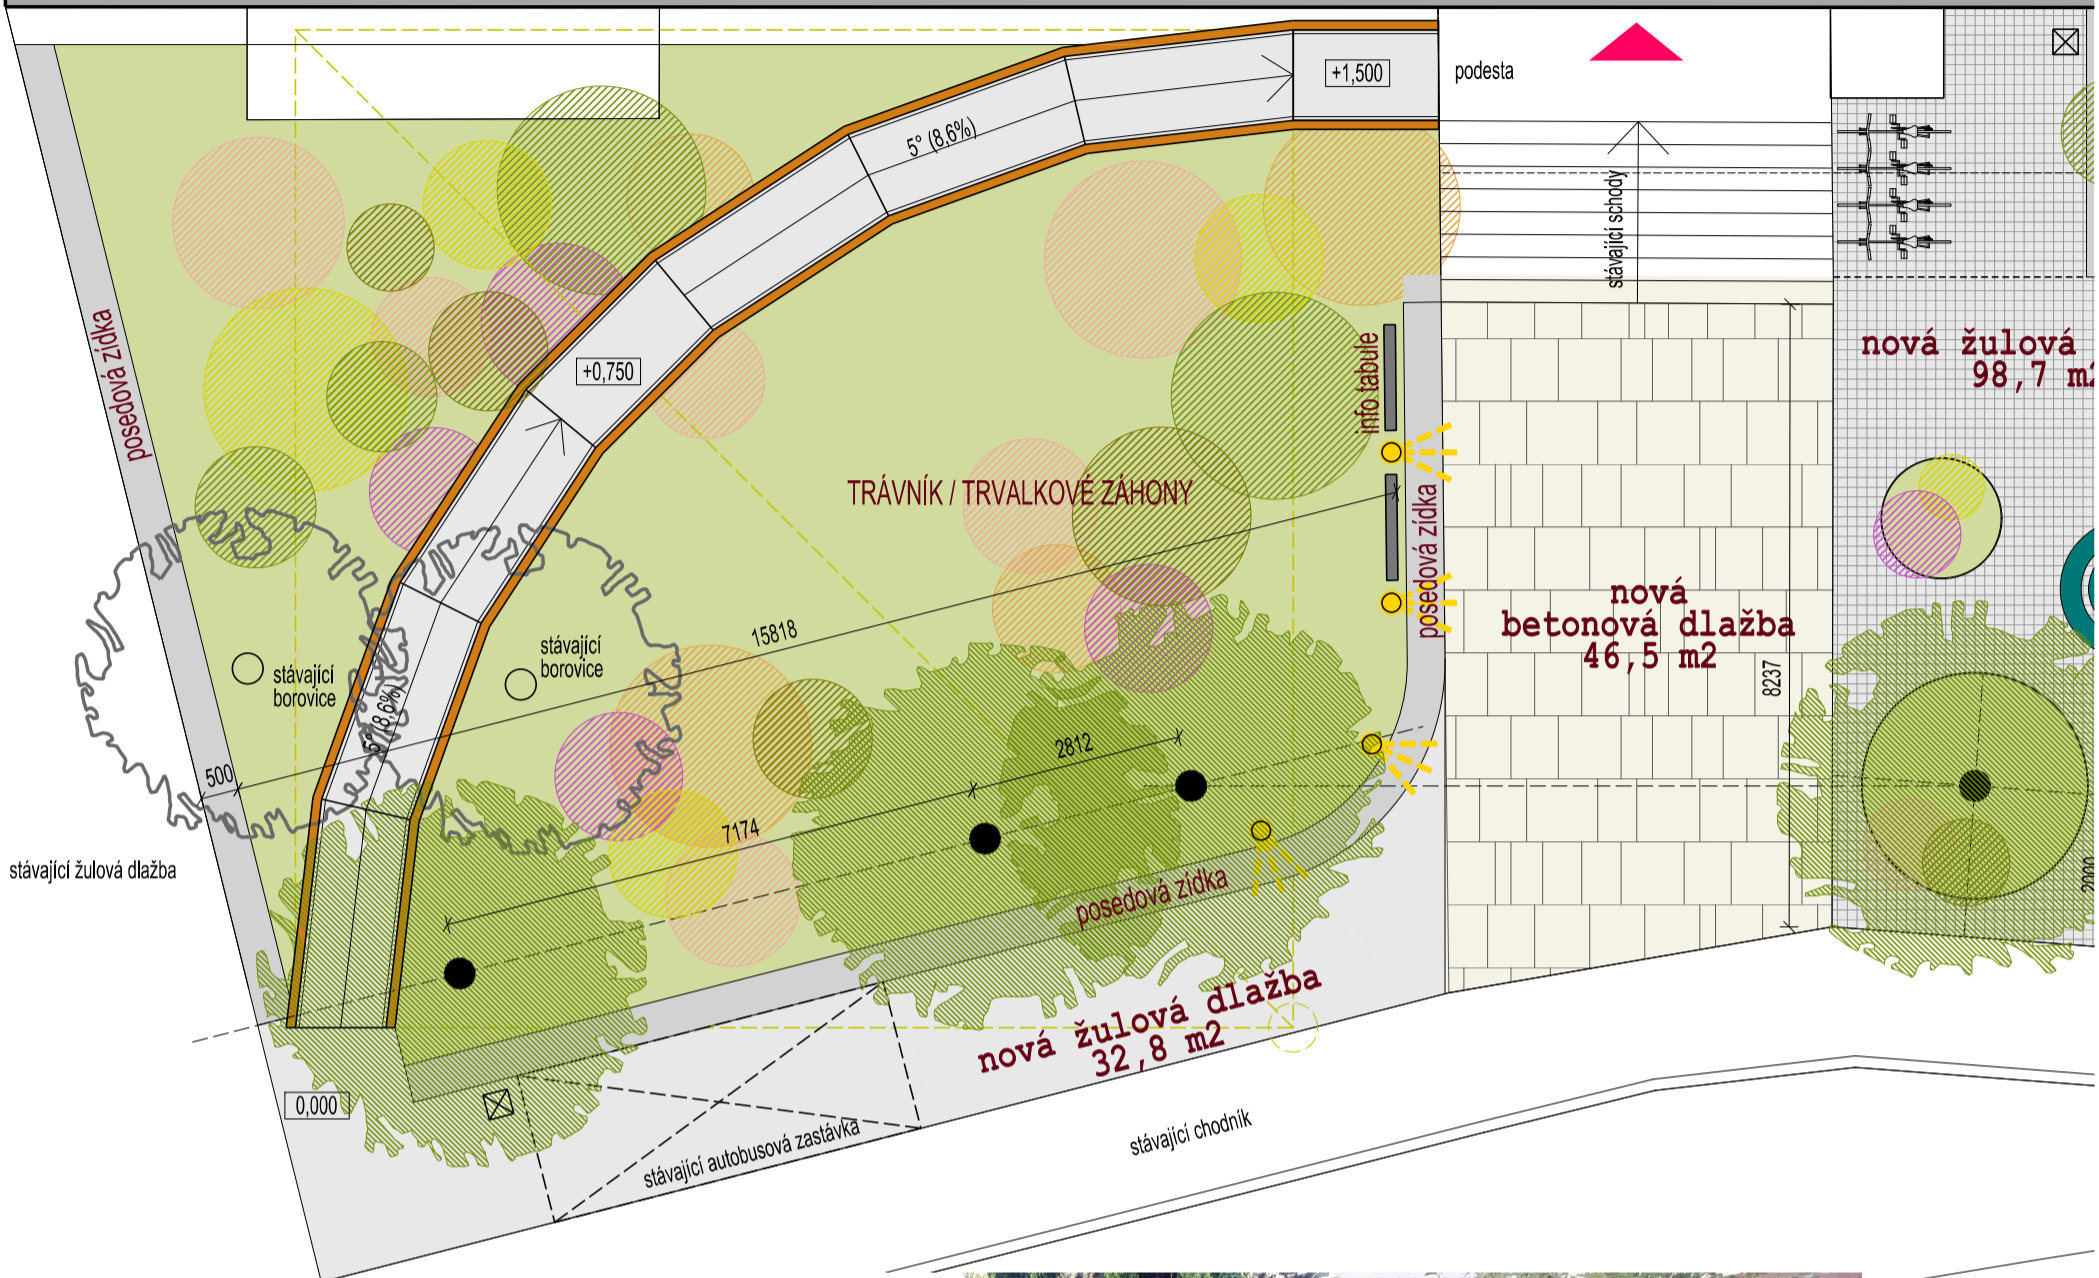 +1,500
podesta
5° (8,6%)
stávající schody
posedová zídka
+0,750
info tabule
nová žulová
98,7 m2
TRÁVNÍK / TRVALKOVÉ ZÁHONY
posedová zídka
15818
nová
betonová dlažba
46,5 m2
stávající
borovice
stávající
borovice
5° (8,6%)
8237
500
2812
7174
stávající žulová dlažba
posedová zídka
2000
nová žulová dlažba
32,8 m2
0,000
stávající autobusová zastávka
stávající chodník